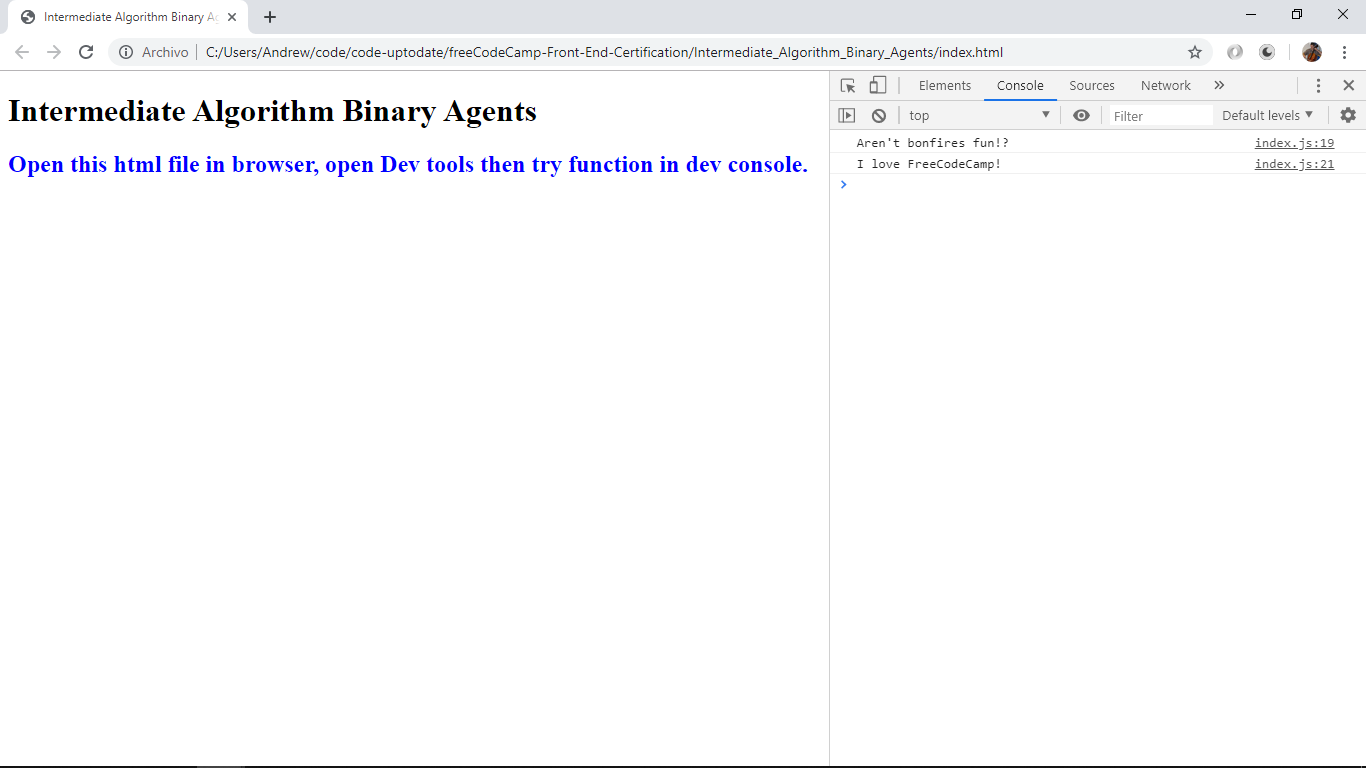 Intermediate Algorithm Binary Ag
Archivo C:/Users/Andrew/code/code-uptodate/freeCodeCamp-Front-End-Certification/Intermediate_Algorithm_Binary_Agents/index.html
Intermediate Algorithm Binary Agents
Open this html file in browser, open Dev tools then try function in dev console.
Elements Console Sources Network
top Filter Default levels
Aren't bonfires fun!? index.js:19
I love FreeCodeCamp! index.js:21